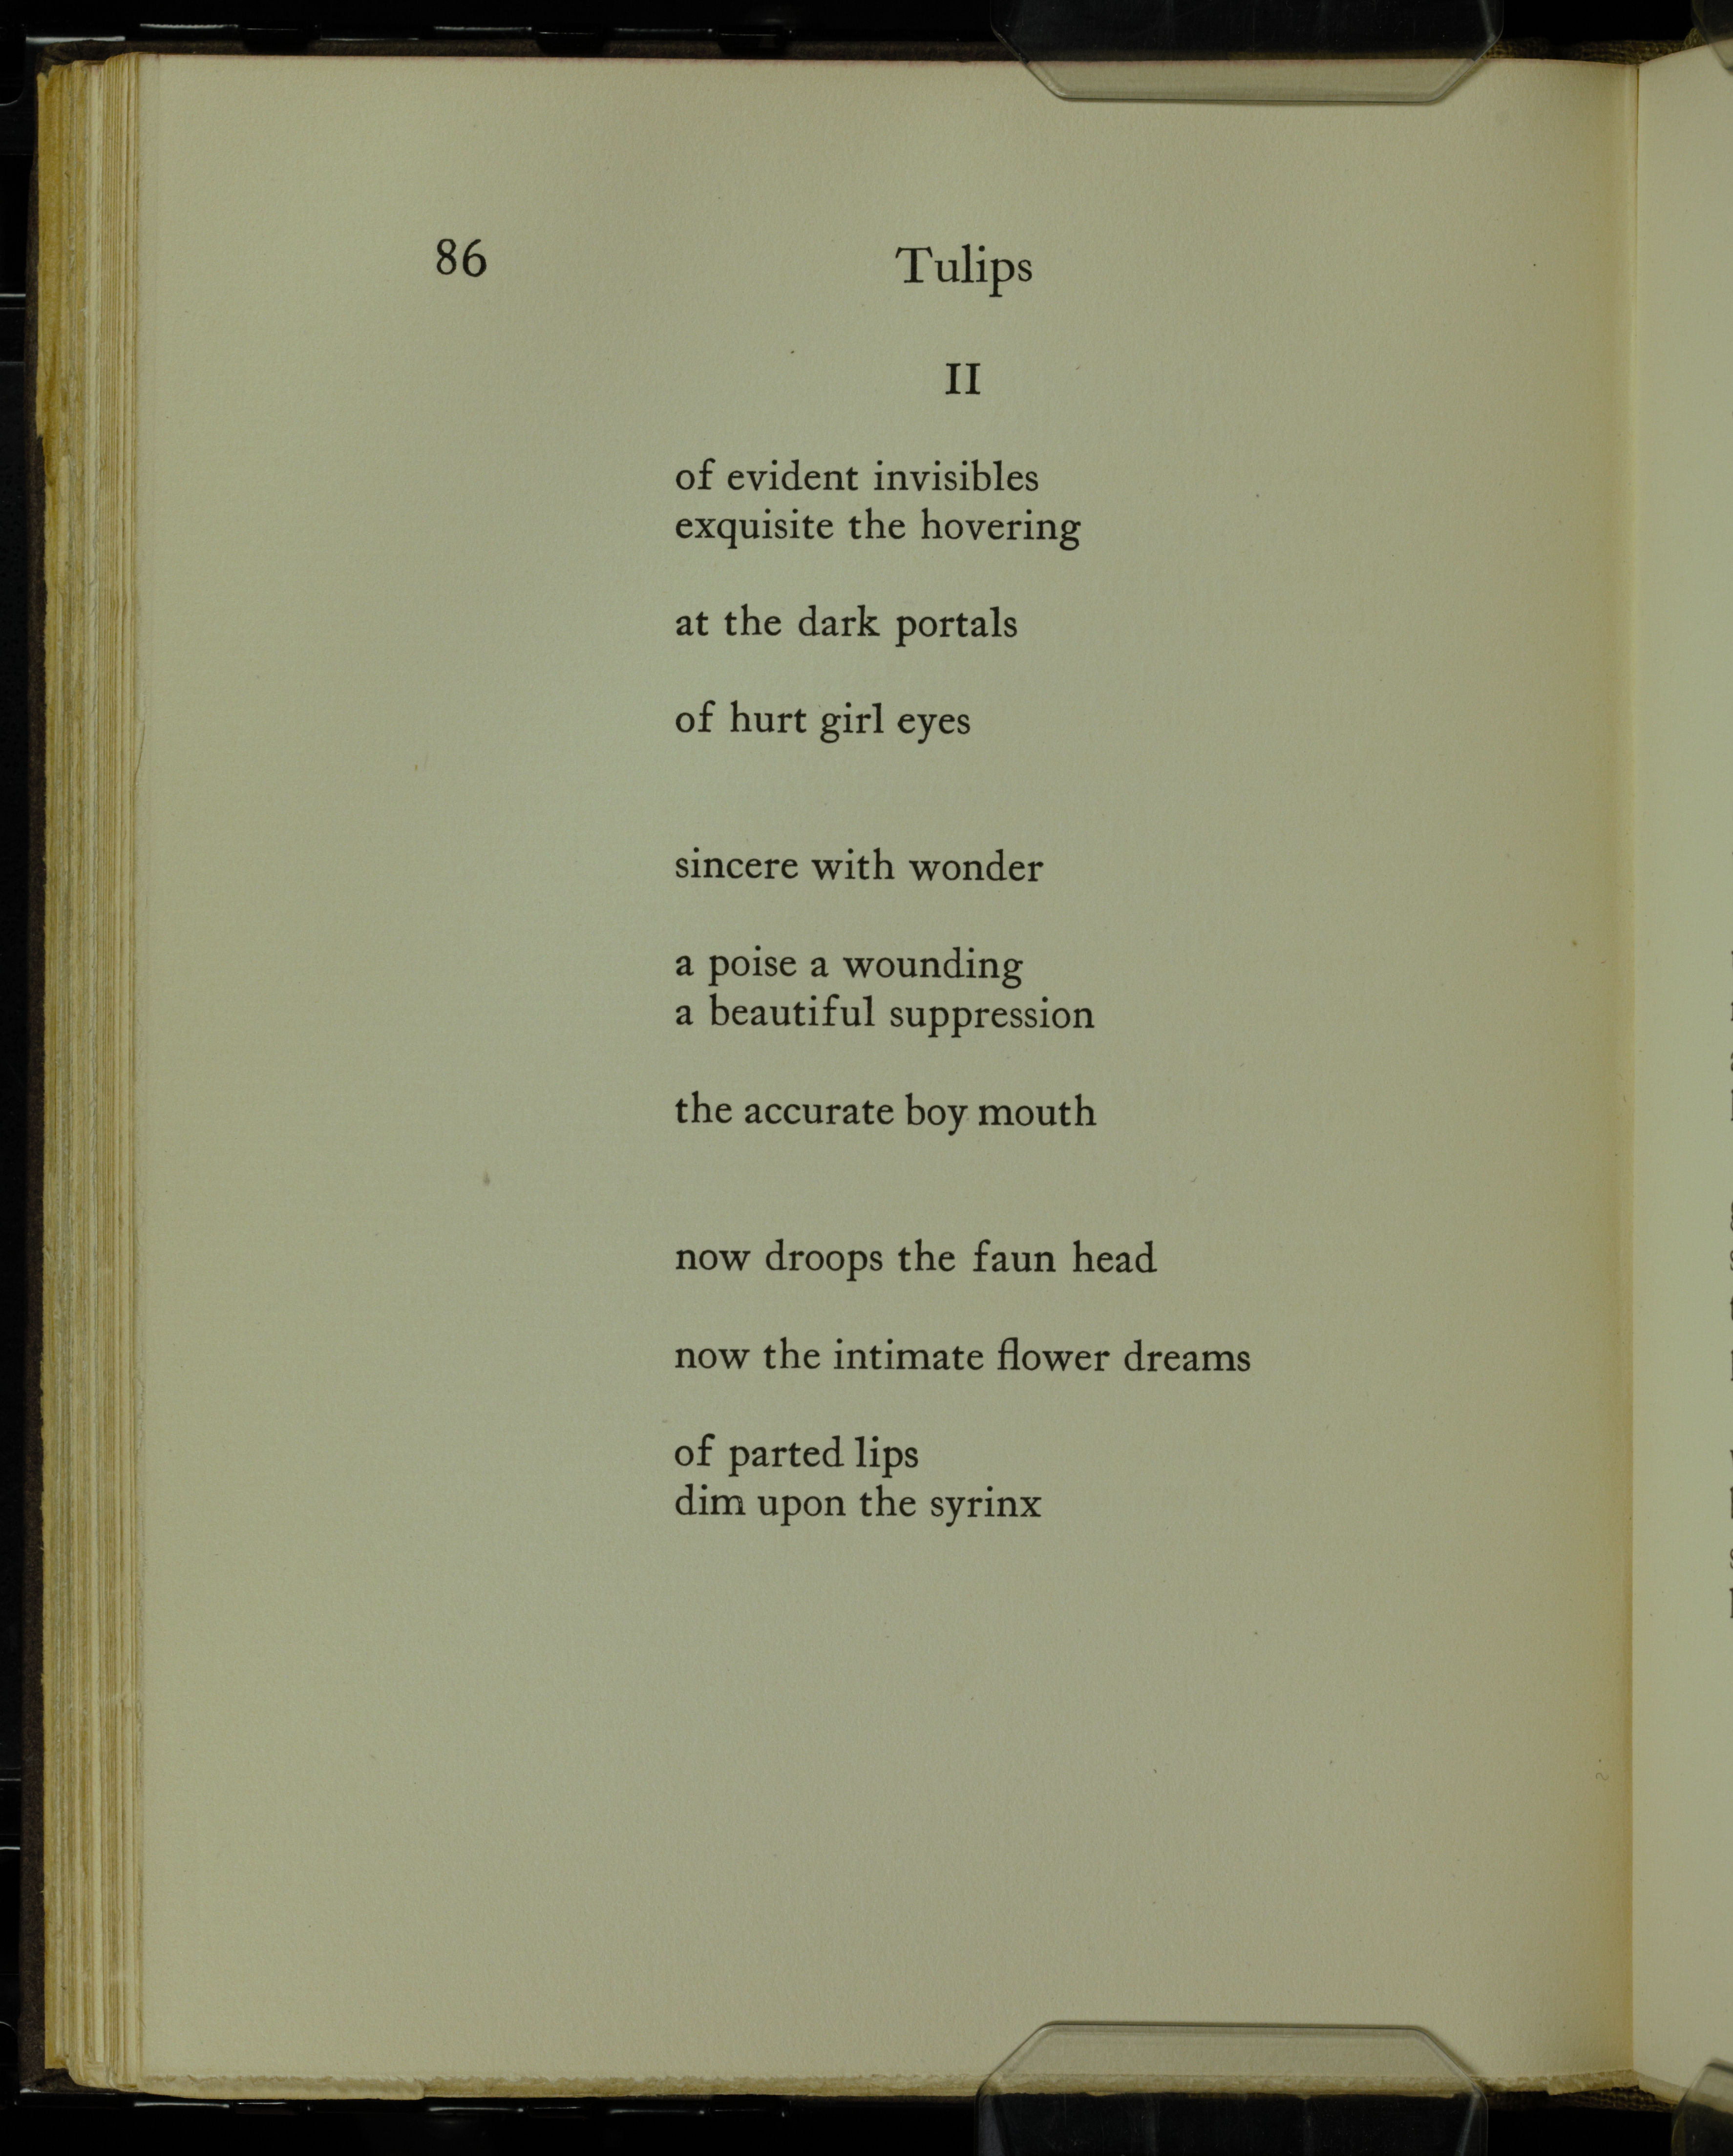 86
Tulips
II
of evident invisibles
exquisite the hovering
at the dark portals
of hurt girl eyes
sincere with wonder
a poise a wounding
a beautiful suppression
the accurate boy mouth
now droops the faun head
now the intimate flower dreams
of parted lips
dim upon the syrinx